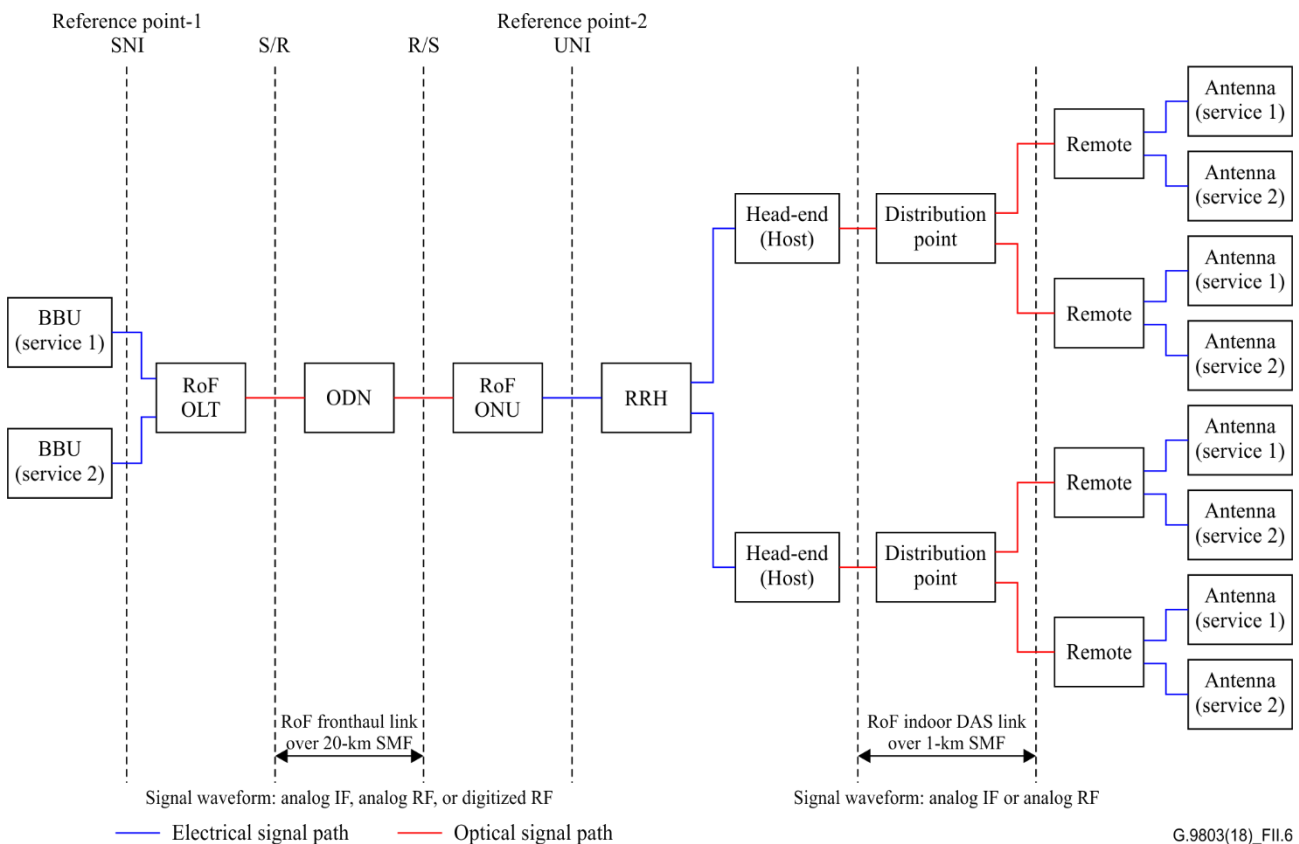 Reference point-1
SNI
S/R
R/S
Reference point-2
UNI
BBU
(service 1)
BBU
(service 2)
RoF
OLT
ODN
RoF
ONU
RRH
Head-end
(Host)
Distribution
point
Remote
Antenna
(service 1)
Antenna
(service 2)
Remote
Antenna
(service 1)
Antenna
(service 2)
Head-end
(Host)
Distribution
point
Remote
Antenna
(service 1)
Antenna
(service 2)
Remote
Antenna
(service 1)
Antenna
(service 2)
RoF fronthaul link
over 20-km SMF
RoF indoor DAS link
over 1-km SMF
Signal waveform: analog IF, analog RF, or digitized RF
Signal waveform: analog IF or analog RF
Electrical signal path
Optical signal path
G.9803(18)_FII.6